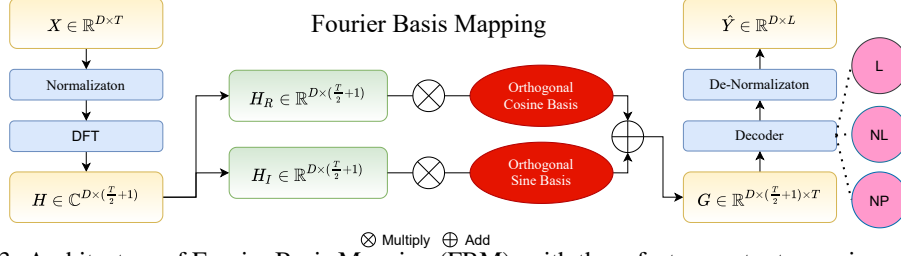 Fourier Basis Mapping
X ∈ ℝ^{D×T}
Normalizaton
DFT
H ∈ ℂ^{D×(T/2+1)}
H_R ∈ ℝ^{D×(T/2+1)}
H_I ∈ ℝ^{D×(T/2+1)}
Orthogonal
Cosine Basis
Orthogonal
Sine Basis
Ŷ ∈ ℝ^{D×L}
De-Normalizaton
Decoder
G ∈ ℝ^{D×(T/2+1)×T}
L
NL
NP
⊗ Multiply ⊕ Add